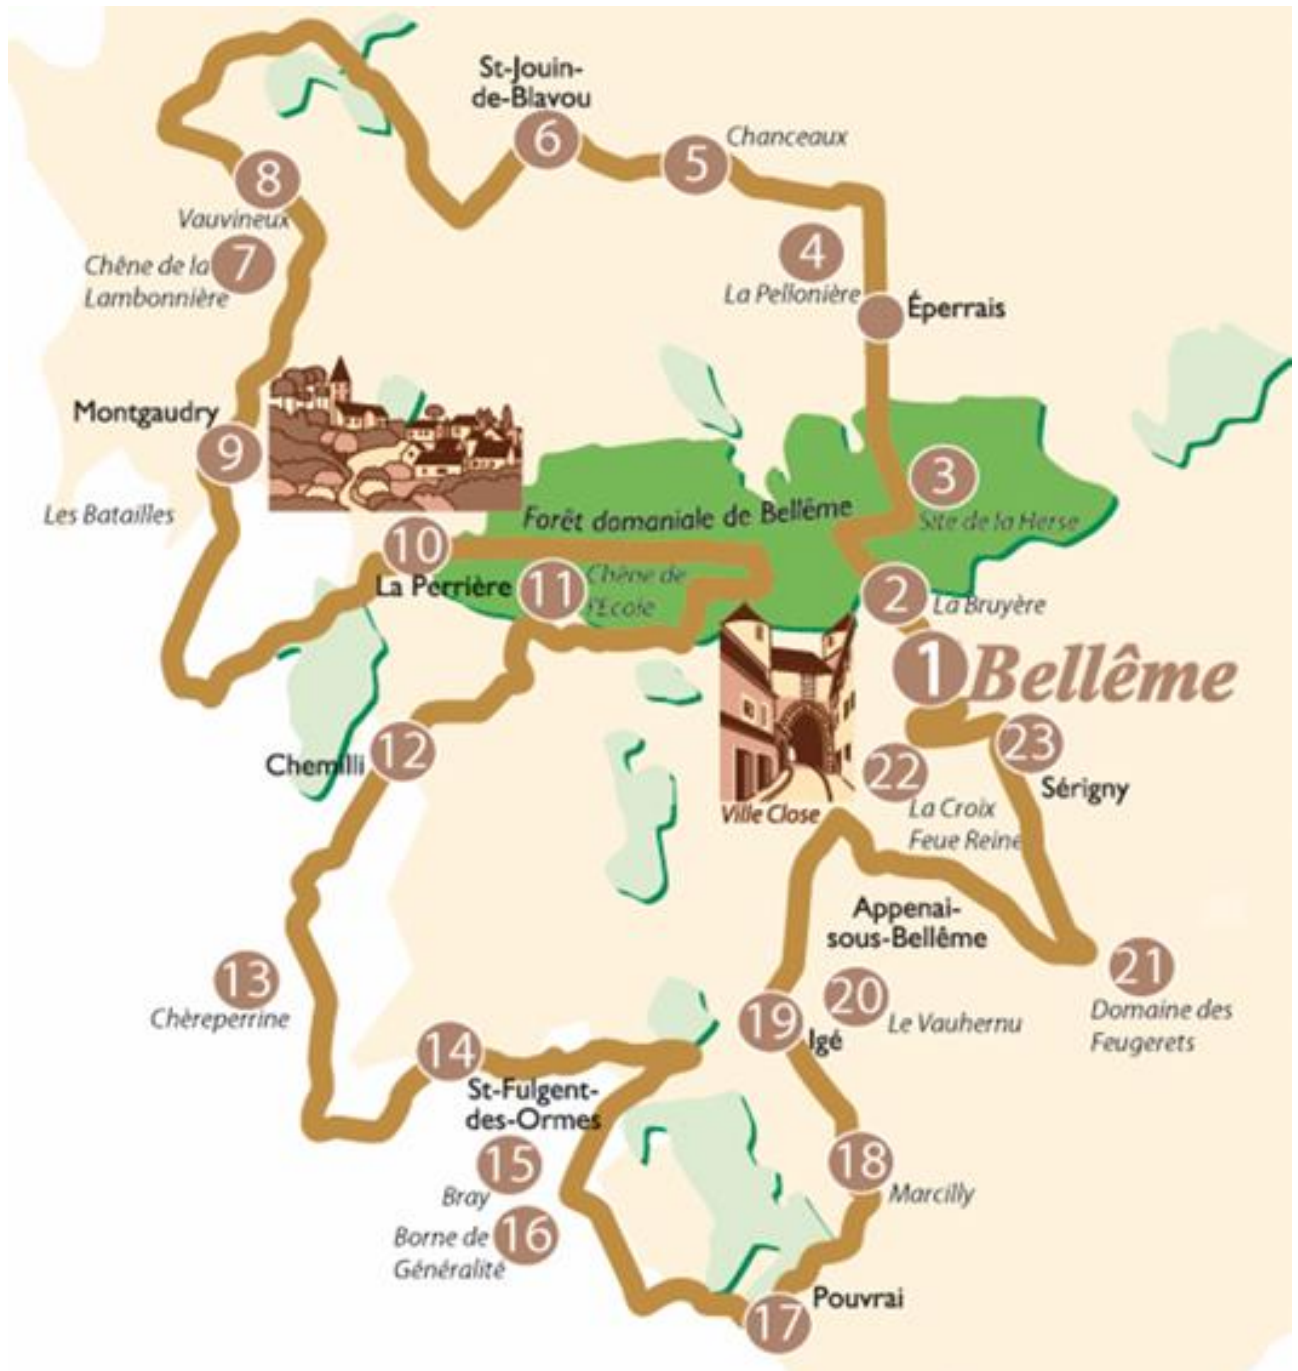 St-Jouin-
de-Blavou
6
5
Chanceaux
8
Vauvineux
7
Chêne de la
Lambonnière
4
La Pellonière
Éperrais
Montgaudry
9
Les Batailles
3
Site de la Herse
Forêt domaniale de Bellême
10
La Perrière
11
Chêne de
l'Ecole
2
La Bruyère
1
Bellême
Chemilli
12
22
23
Sérigny
La Croix
Feue Reine
Ville Close
Appenai-
sous-Bellême
13
Chèreperrine
21
Domaine des
Feugerets
20
Le Vauhernu
19
Igé
14
St-Fulgent-
des-Ormes
15
Bray
18
Marcilly
16
Borne de
Généralité
17
Pouvrai